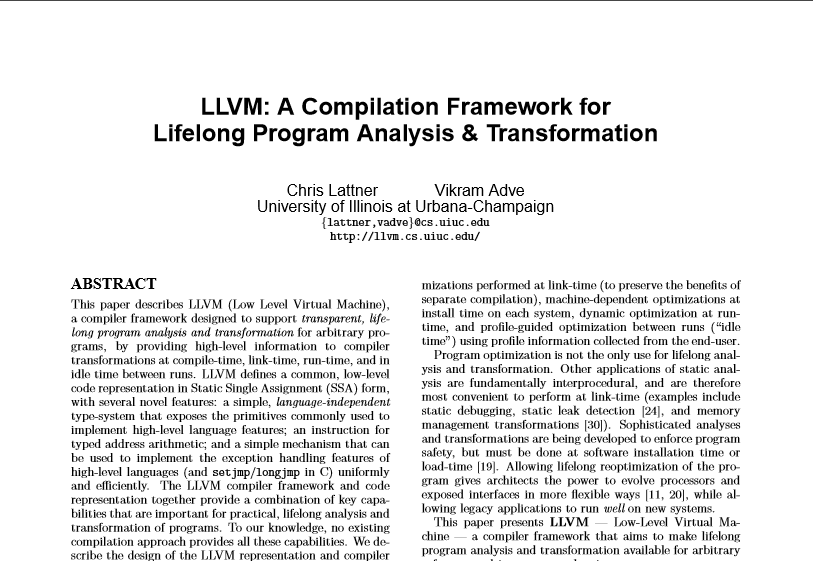 LLVM: A Compilation Framework for
Lifelong Program Analysis & Transformation
Chris Lattner Vikram Adve
University of Illinois at Urbana-Champaign
{lattner,vadve}@cs.uiuc.edu
http://llvm.cs.uiuc.edu/
ABSTRACT
This paper describes LLVM (Low Level Virtual Machine),
a compiler framework designed to support transparent, life-
long program analysis and transformation for arbitrary pro-
grams, by providing high-level information to compiler
transformations at compile-time, link-time, run-time, and in
idle time between runs. LLVM defines a common, low-level
code representation in Static Single Assignment (SSA) form,
with several novel features: a simple, language-independent
type-system that exposes the primitives commonly used to
implement high-level language features; an instruction for
typed address arithmetic; and a simple mechanism that can
be used to implement the exception handling features of
high-level languages (and setjmp/longjmp in C) uniformly
and efficiently. The LLVM compiler framework and code
representation together provide a combination of key capa-
bilities that are important for practical, lifelong analysis and
transformation of programs. To our knowledge, no existing
compilation approach provides all these capabilities. We de-
scribe the design of the LLVM representation and compiler
mizations performed at link-time (to preserve the benefits of
separate compilation), machine-dependent optimizations at
install time on each system, dynamic optimization at run-
time, and profile-guided optimization between runs (“idle
time”) using profile information collected from the end-user.
Program optimization is not the only use for lifelong anal-
ysis and transformation. Other applications of static anal-
ysis are fundamentally interprocedural, and are therefore
most convenient to perform at link-time (examples include
static debugging, static leak detection [24], and memory
management transformations [30]). Sophisticated analyses
and transformations are being developed to enforce program
safety, but must be done at software installation time or
load-time [19]. Allowing lifelong reoptimization of the pro-
gram gives architects the power to evolve processors and
exposed interfaces in more flexible ways [11, 20], while al-
lowing legacy applications to run well on new systems.
This paper presents LLVM — Low-Level Virtual Ma-
chine — a compiler framework that aims to make lifelong
program analysis and transformation available for arbitrary